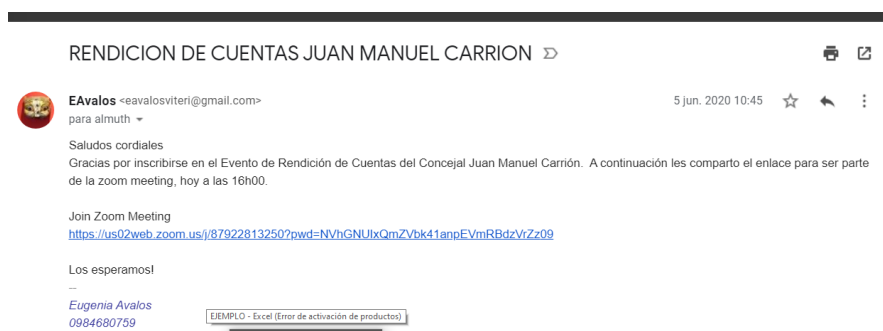 RENDICION DE CUENTAS JUAN MANUEL CARRION
EAvalos <eavalosviteri@gmail.com>
5 jun. 2020 10:45
para almuth
Saludos cordiales
Gracias por inscribirse en el Evento de Rendición de Cuentas del Concejal Juan Manuel Carrión. A continuación les comparto el enlace para ser parte
de la zoom meeting, hoy a las 16h00.
Join Zoom Meeting
https://us02web.zoom.us/j/87922813250?pwd=NVhGNUlxQmZVbk41anpEVmRBdzVrZz09
Los esperamos!
--
Eugenia Avalos
0984680759
EJEMPLO - Excel (Error de activación de productos)